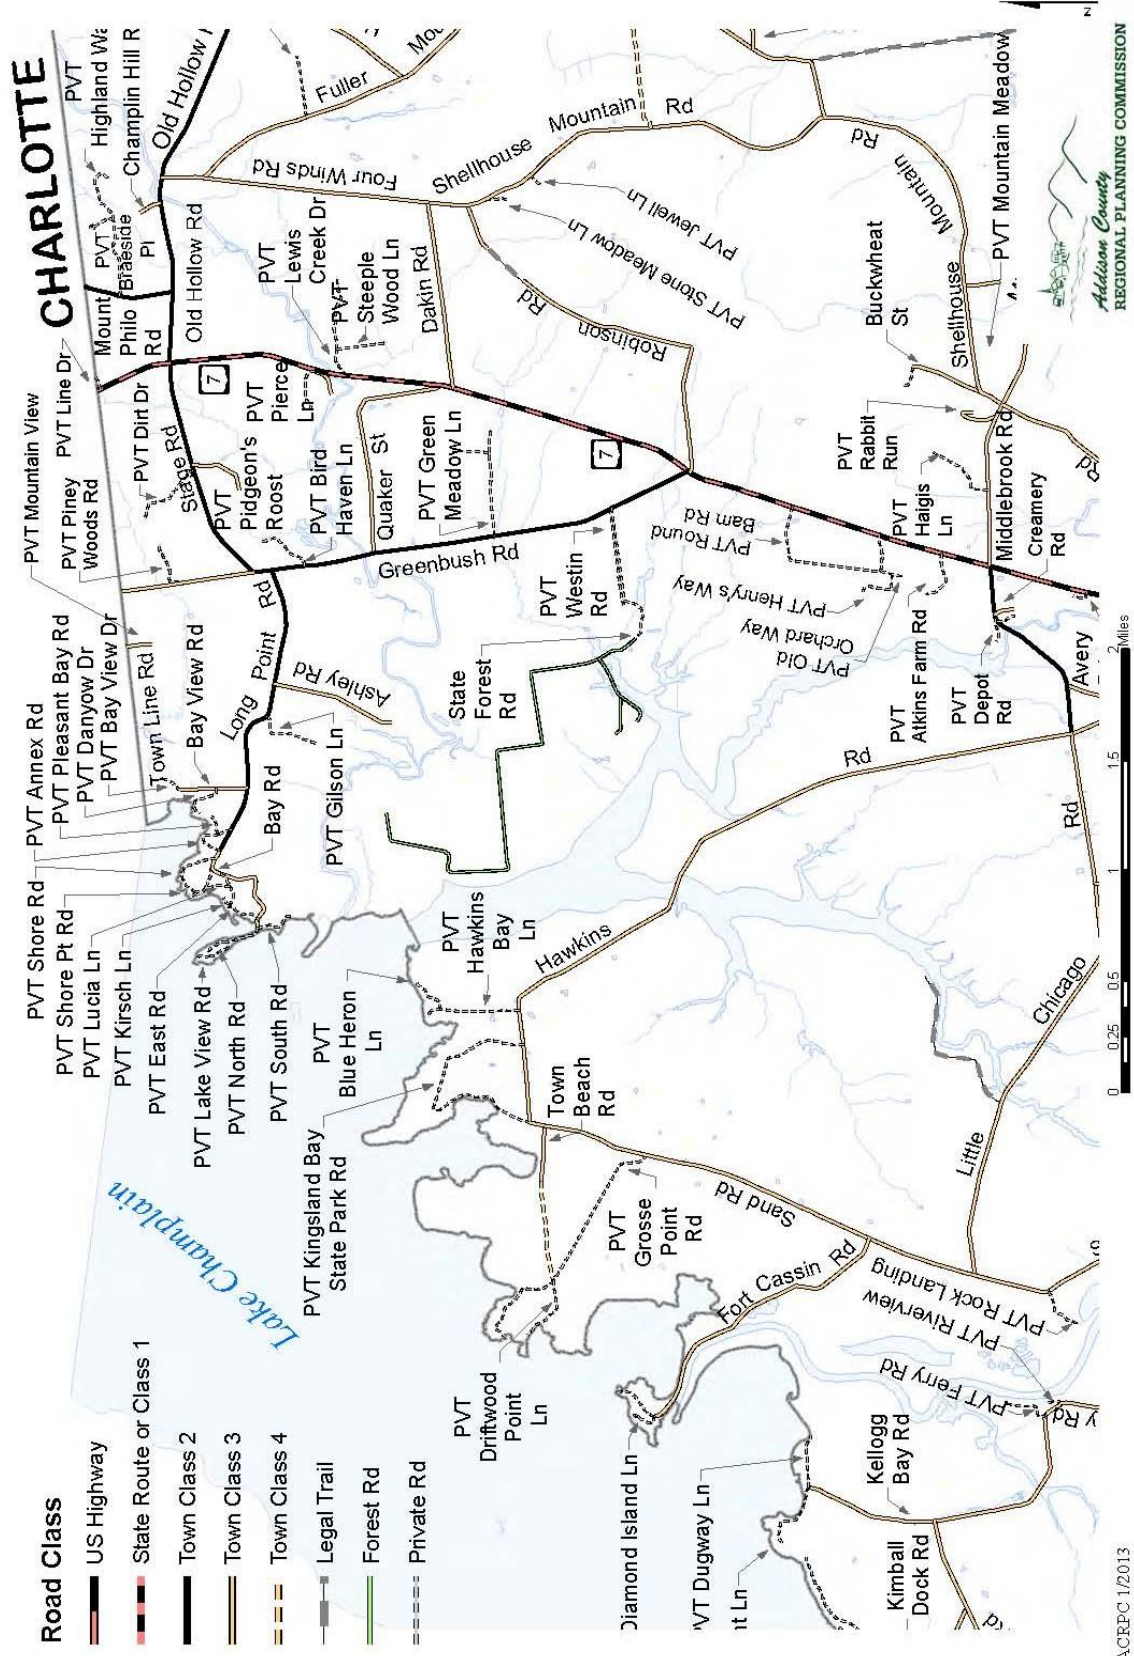 CHARLOTTE
PVT
Highland
Champlin Hill R
PVT
Braeside
Pl
Old Hollow
Old Hollow Rd
Mount
Philo
Rd
PVT Line Dr
PVT Mountain View
PVT Dirt Dr
Stage Rd
PVT Piney
Woods Rd
PVT
Pidgeon's
Roost
7
PVT
Pierce
Ln
PVT
Lewis
Creek Dr
PVT
Steeple
Wood Ln
Four Winds Rd
Fuller
Mou
Shellhouse
Mountain
Rd
Dakin Rd
PVT Jewell Ln
PVT Stone Meadow Ln
Robinson
Rd
Quaker St
PVT Bird
Haven Ln
PVT Green
Meadow Ln
Greenbush Rd
7
PVT
Westin
Rd
State
Forest
Rd
PVT Round
Barn Rd
PVT Henry's Way
PVT Old
Orchard Way
PVT
Atkins Farm Rd
PVT
Haigis
Ln
PVT
Rabbit
Run
Buckwheat
St
Shellhouse
Mountain
Rd
PVT Mountain Meadow
Middlebrook Rd
Creamery
Rd
PVT
Depot
Rd
Avery
Rd
Rd
PVT Annex Rd
PVT Pleasant Bay Rd
PVT Danyow Dr
PVT Bay View Dr
Town Line Rd
Bay View Rd
Long
Point
Rd
Ashley Rd
PVT Gilson Ln
Bay Rd
PVT Shore Rd
PVT Shore Pt Rd
PVT Lucia Ln
PVT Kirsch Ln
PVT East Rd
PVT Lake View Rd
PVT North Rd
PVT South Rd
PVT
Hawkins
Bay
Ln
PVT
Blue Heron
Ln
PVT Kingsland Bay
State Park Rd
Hawkins
Rd
Town
Beach
Rd
PVT
Grosse
Point
Rd
Sand Rd
Little
Chicago
Rd
Lake Champlain
PVT
Driftwood
Point
Ln
Fort Cassin Rd
PVT Rock Landing
PVT Riverview
PVT Ferry Rd
y Rd
Diamond Island Ln
VT Dugway Ln
nt Ln
Kellogg
Bay Rd
Kimball
Dock Rd
Rd
Road Class
US Highway
State Route or Class 1
Town Class 2
Town Class 3
Town Class 4
Legal Trail
Forest Rd
Private Rd
0 0.25 0.5 1 1.5 2
Miles
Z
Addison County
REGIONAL PLANNING COMMISSION
ACRPC 1/2013